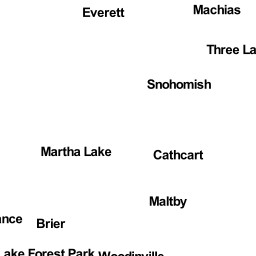 Everett
Machias
Three La
Snohomish
Martha Lake
Cathcart
Maltby
ance
Brier
ake Forest Park
Woodinville